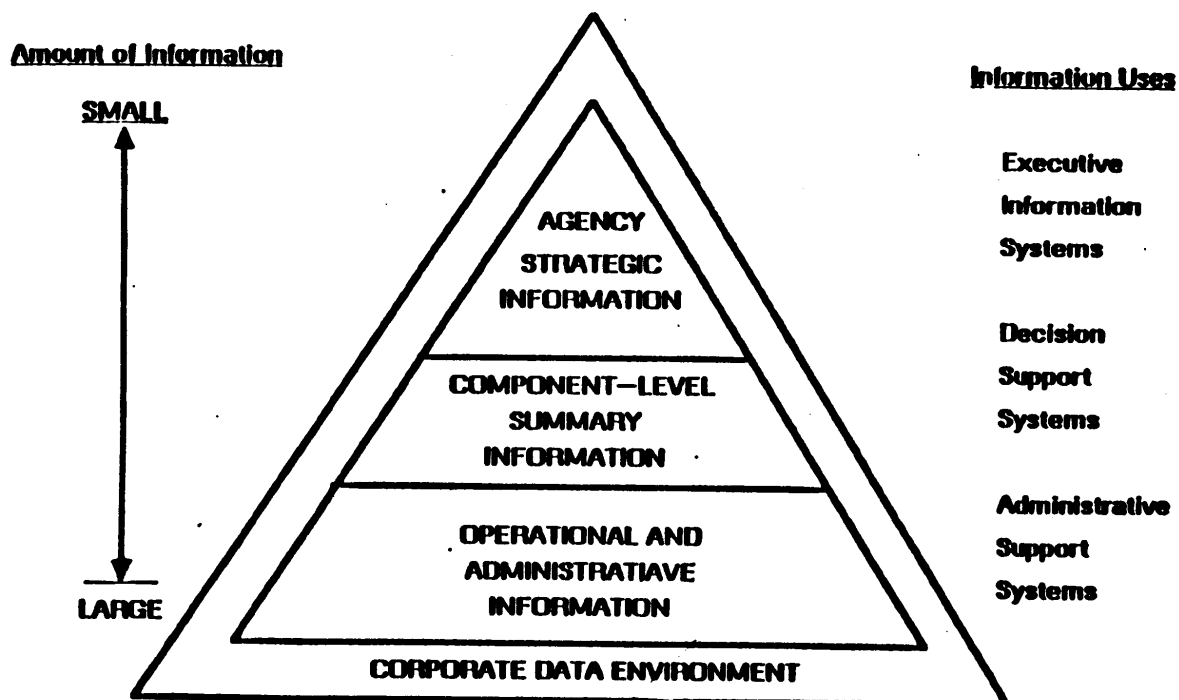 Amount of Information
SMALL
LARGE
AGENCY
STRATEGIC
INFORMATION
COMPONENT-LEVEL
SUMMARY
INFORMATION
OPERATIONAL AND
ADMINISTRATIAVE
INFORMATION
CORPORATE DATA ENVIRONMENT
Information Uses
Executive
Information
Systems
Decision
Support
Systems
Administrative
Support
Systems